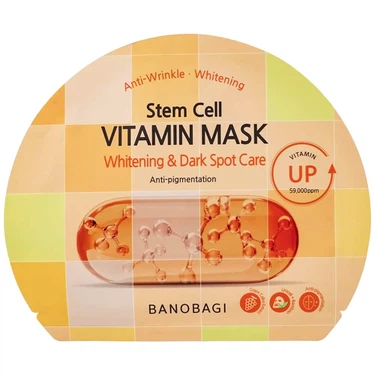 Anti-Wrinkle · Whitening
Stem Cell
VITAMIN MASK
Whitening & Dark Spot Care
Anti-pigmentation
VITAMIN
UP
59,000ppm
BANOBAGI